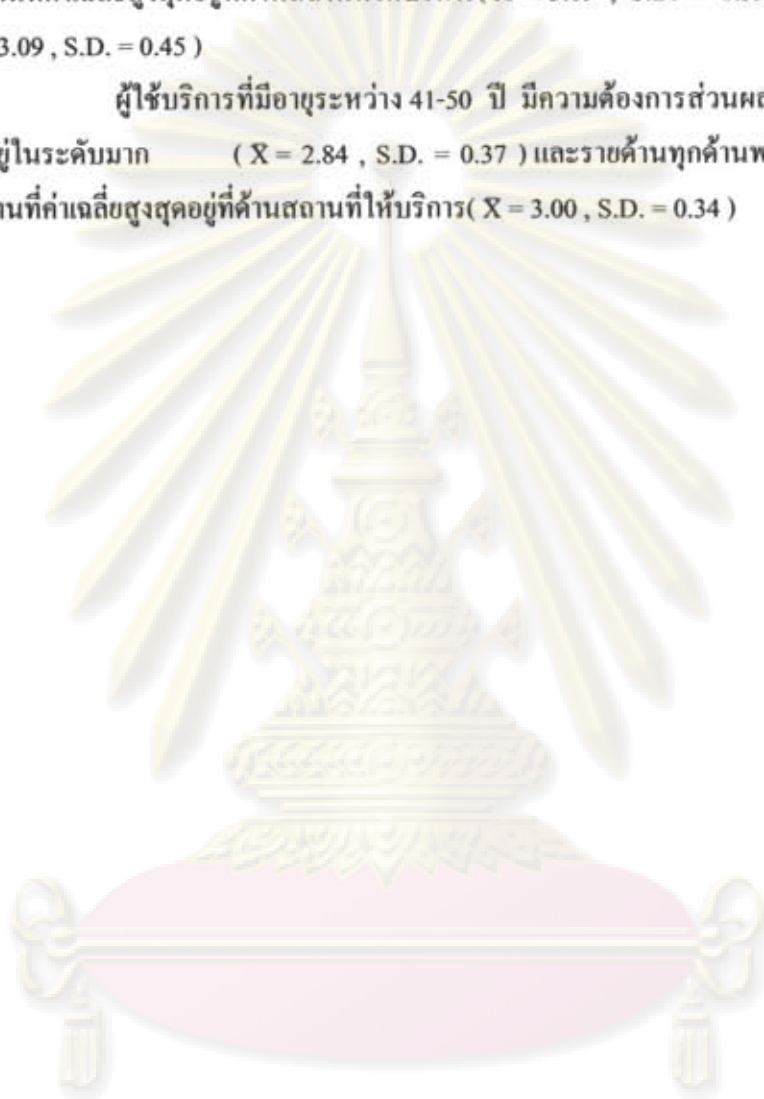 3.09 , S.D. = 0.45 )
ผู้ใช้บริการที่มีอายุระหว่าง 41-50 ปี มีความต้องการส่วนผส
ยู่ในระดับมาก ( X̄ = 2.84 , S.D. = 0.37 ) และรายด้านทุกด้านพ
านที่ค่าเฉลี่ยสูงสุดอยู่ที่ด้านสถานที่ให้บริการ( X̄ = 3.00 , S.D. = 0.34 )